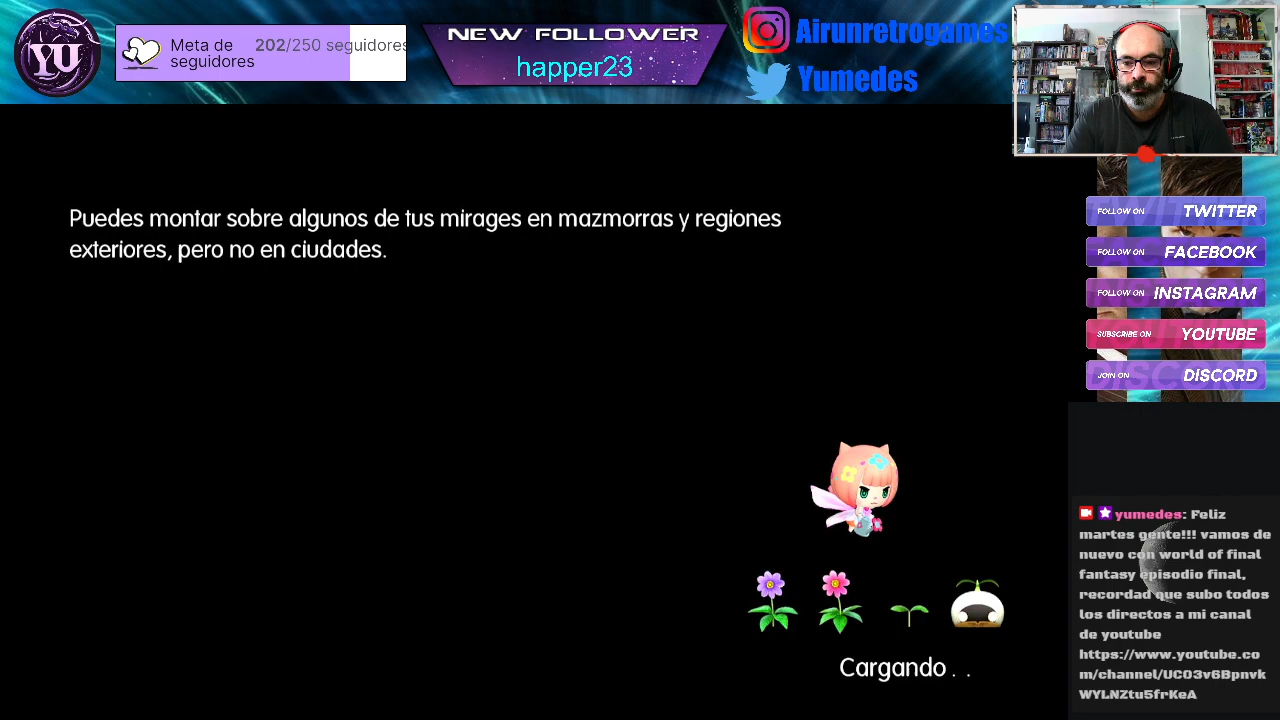 YU
Meta de
seguidores
202/250 seguidores
NEW FOLLOWER
happer23
Airunretrogames
Yumedes
Puedes montar sobre algunos de tus mirages en mazmorras y regiones
exteriores, pero no en ciudades.
FOLLOW ON TWITTER
FOLLOW ON FACEBOOK
FOLLOW ON INSTAGRAM
SUBSCRIBE ON YOUTUBE
JOIN ON DISCORD
yumedes: Feliz
martes gente!!! vamos de
nuevo con world of final
fantasy episodio final,
recordad que subo todos
los directos a mi canal
de youtube
https://www.youtube.co
m/channel/UC03v6Bpnvk
WYLNZtu5frKeA
Cargando . .